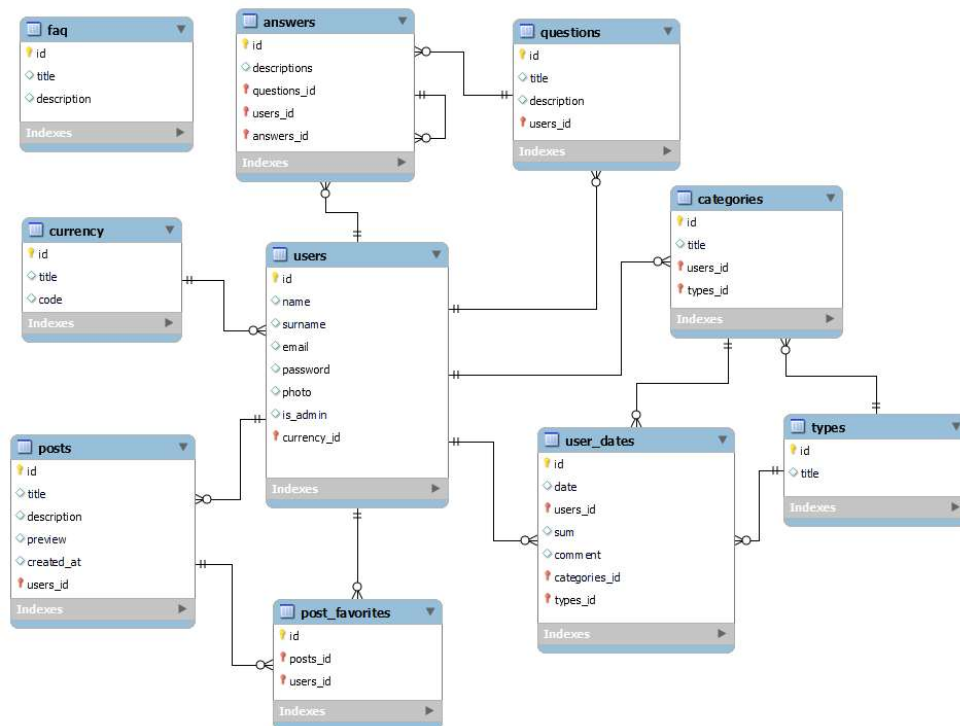 faq
id
title
description
Indexes
answers
id
descriptions
questions_id
users_id
answers_id
Indexes
questions
id
title
description
users_id
Indexes
currency
id
title
code
Indexes
users
id
name
surname
email
password
photo
is_admin
currency_id
Indexes
categories
id
title
users_id
types_id
Indexes
posts
id
title
description
preview
created_at
users_id
Indexes
user_dates
id
date
users_id
sum
comment
categories_id
types_id
Indexes
types
id
title
Indexes
post_favorites
id
posts_id
users_id
Indexes